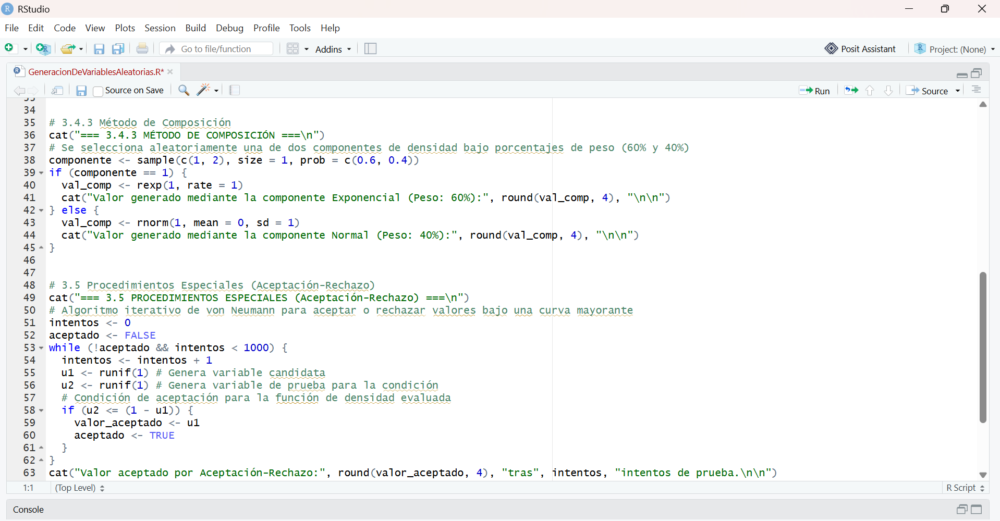 RStudio
File Edit Code View Plots Session Build Debug Profile Tools Help
Go to file/function Addins Posit Assistant Project: (None)
GeneracionDeVariablesAleatorias.R*
Source on Save Run Source
34
35 # 3.4.3 Método de Composición
36 cat("=== 3.4.3 MÉTODO DE COMPOSICIÓN ===\n")
37 # Se selecciona aleatoriamente una de dos componentes de densidad bajo porcentajes de peso (60% y 40%)
38 componente <- sample(c(1, 2), size = 1, prob = c(0.6, 0.4))
39 if (componente == 1) {
40 val_comp <- rexp(1, rate = 1)
41 cat("Valor generado mediante la componente Exponencial (Peso: 60%):", round(val_comp, 4), "\n\n")
42 } else {
43 val_comp <- rnorm(1, mean = 0, sd = 1)
44 cat("Valor generado mediante la componente Normal (Peso: 40%):", round(val_comp, 4), "\n\n")
45 }
46
47
48 # 3.5 Procedimientos Especiales (Aceptación-Rechazo)
49 cat("=== 3.5 PROCEDIMIENTOS ESPECIALES (Aceptación-Rechazo) ===\n")
50 # Algoritmo iterativo de von Neumann para aceptar o rechazar valores bajo una curva mayorante
51 intentos <- 0
52 aceptado <- FALSE
53 while (!aceptado && intentos < 1000) {
54 intentos <- intentos + 1
55 u1 <- runif(1) # Genera variable candidata
56 u2 <- runif(1) # Genera variable de prueba para la condición
57 # Condición de aceptación para la función de densidad evaluada
58 if (u2 <= (1 - u1)) {
59 valor_aceptado <- u1
60 aceptado <- TRUE
61 }
62 }
63 cat("Valor aceptado por Aceptación-Rechazo:", round(valor_aceptado, 4), "tras", intentos, "intentos de prueba.\n\n")
1:1 (Top Level) R Script
Console